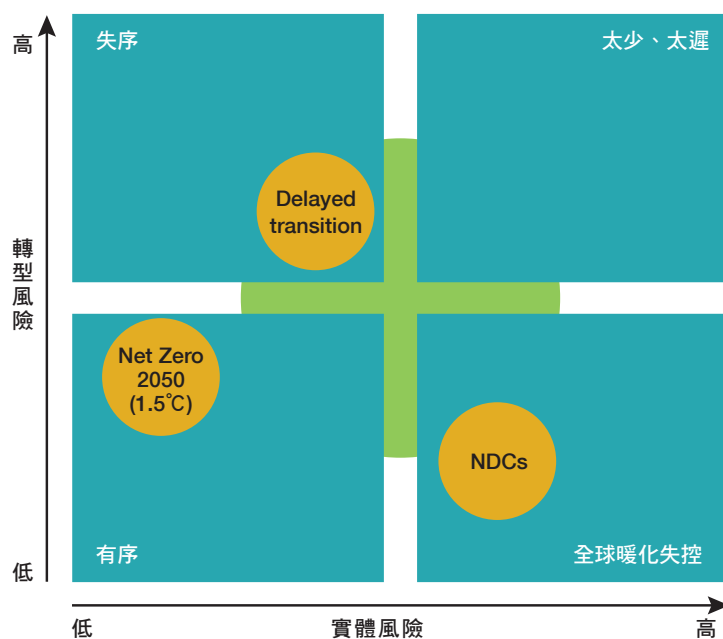 高
失序
太少、太遲
Delayed
transition
轉型風險
Net Zero
2050
(1.5℃)
NDCs
有序
全球暖化失控
低
低
實體風險
高